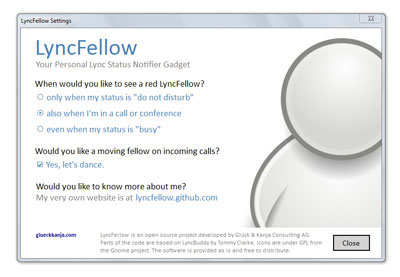 LyncFellow Settings
LyncFellow
Your Personal Lync Status Notifier Gadget
When would you like to see a red LyncFellow?
only when my status is "do not disturb"
also when I'm in a call or conference
even when my status is "busy"
Would you like a moving fellow on incoming calls?
Yes, let's dance.
Would you like to know more about me?
My very own website is at lyncfellow.github.com
glueckkanja.com
LyncFellow is an open source project developed by Glück & Kanja Consulting AG.
Parts of the code are based on LyncBuddy by Tommy Clarke. Icons are under GPL from
the Gnome project. The software is provided as is and free to distribute.
Close